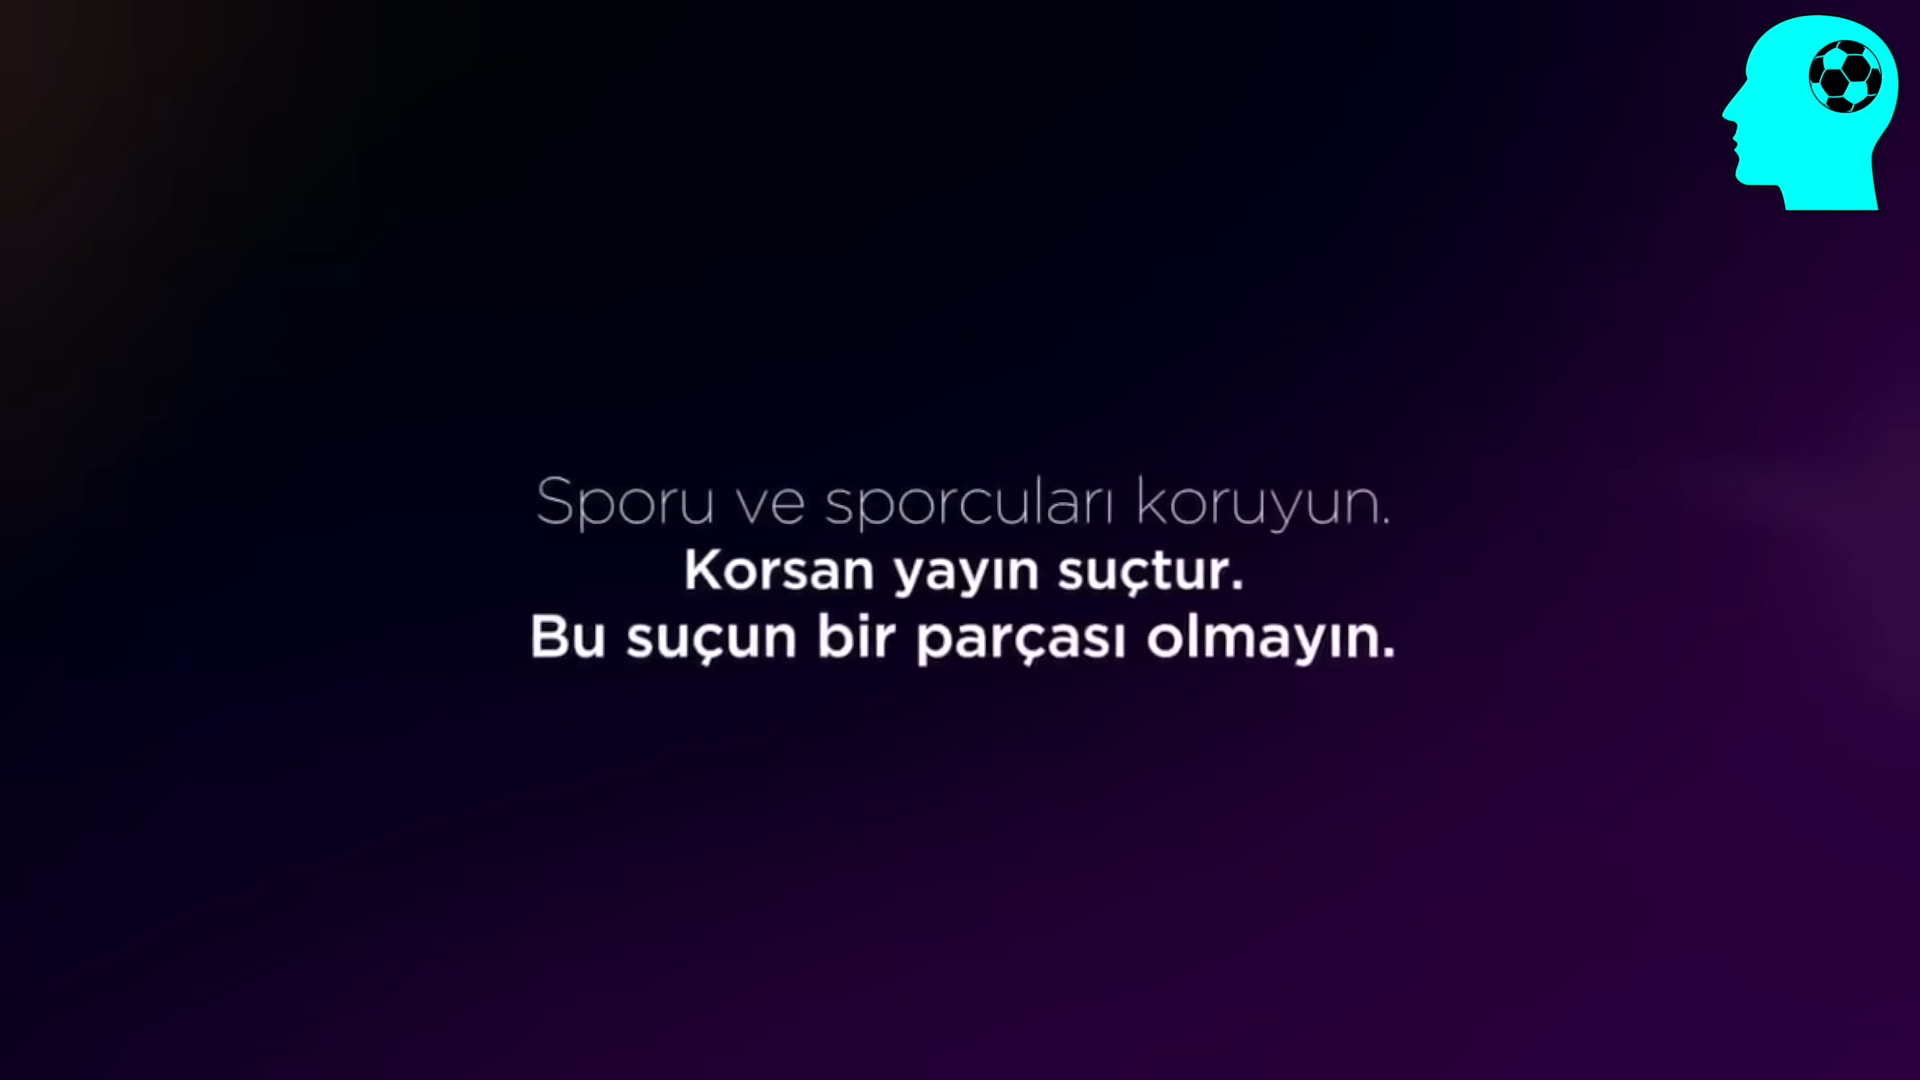 Sporu ve sporcuları koruyun.
Korsan yayın suçtur.
Bu suçun bir parçası olmayın.